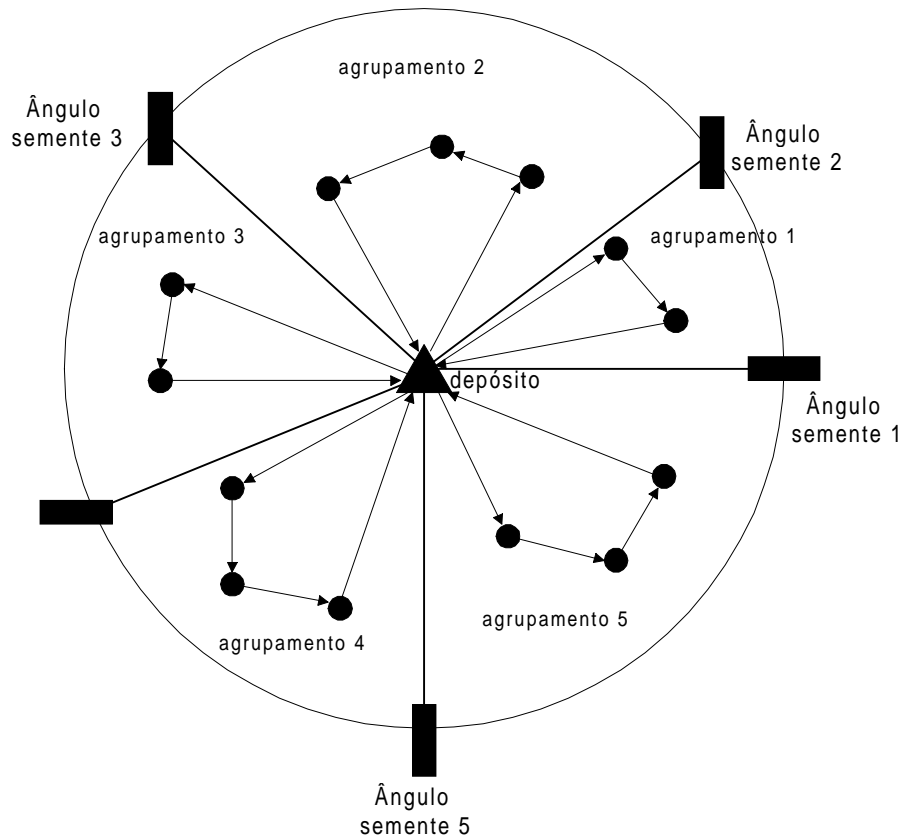 agrupamento 2
Ângulo
semente 3
Ângulo
semente 2
agrupamento 3
agrupamento 1
depósito
Ângulo
semente 1
agrupamento 4
agrupamento 5
Ângulo
semente 5